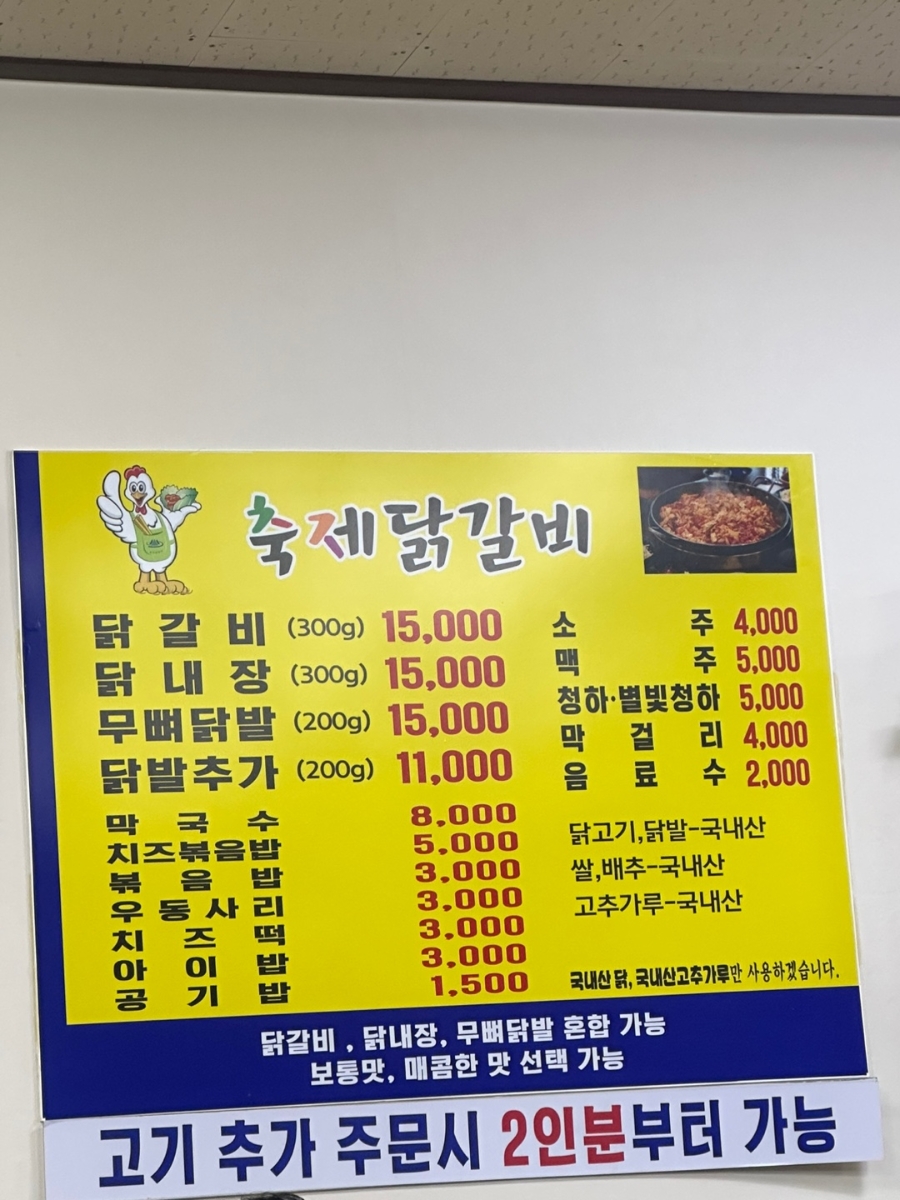 축제닭갈비
닭갈비 (300g) 15,000
닭내장 (300g) 15,000
무뼈닭발 (200g) 15,000
닭발추가 (200g) 11,000
막국수 8,000
치즈볶음밥 5,000
볶음밥 3,000
우동사리 3,000
치즈떡 3,000
아이밥 3,000
공기밥 1,500
소주 4,000
맥주 5,000
청하·별빛청하 5,000
막걸리 4,000
음료수 2,000
닭고기,닭발-국내산
쌀,배추-국내산
고추가루-국내산
국내산 닭, 국내산고추가루만 사용하겠습니다.
닭갈비 , 닭내장, 무뼈닭발 혼합 가능
보통맛, 매콤한 맛 선택 가능
고기 추가 주문시 2인분부터 가능